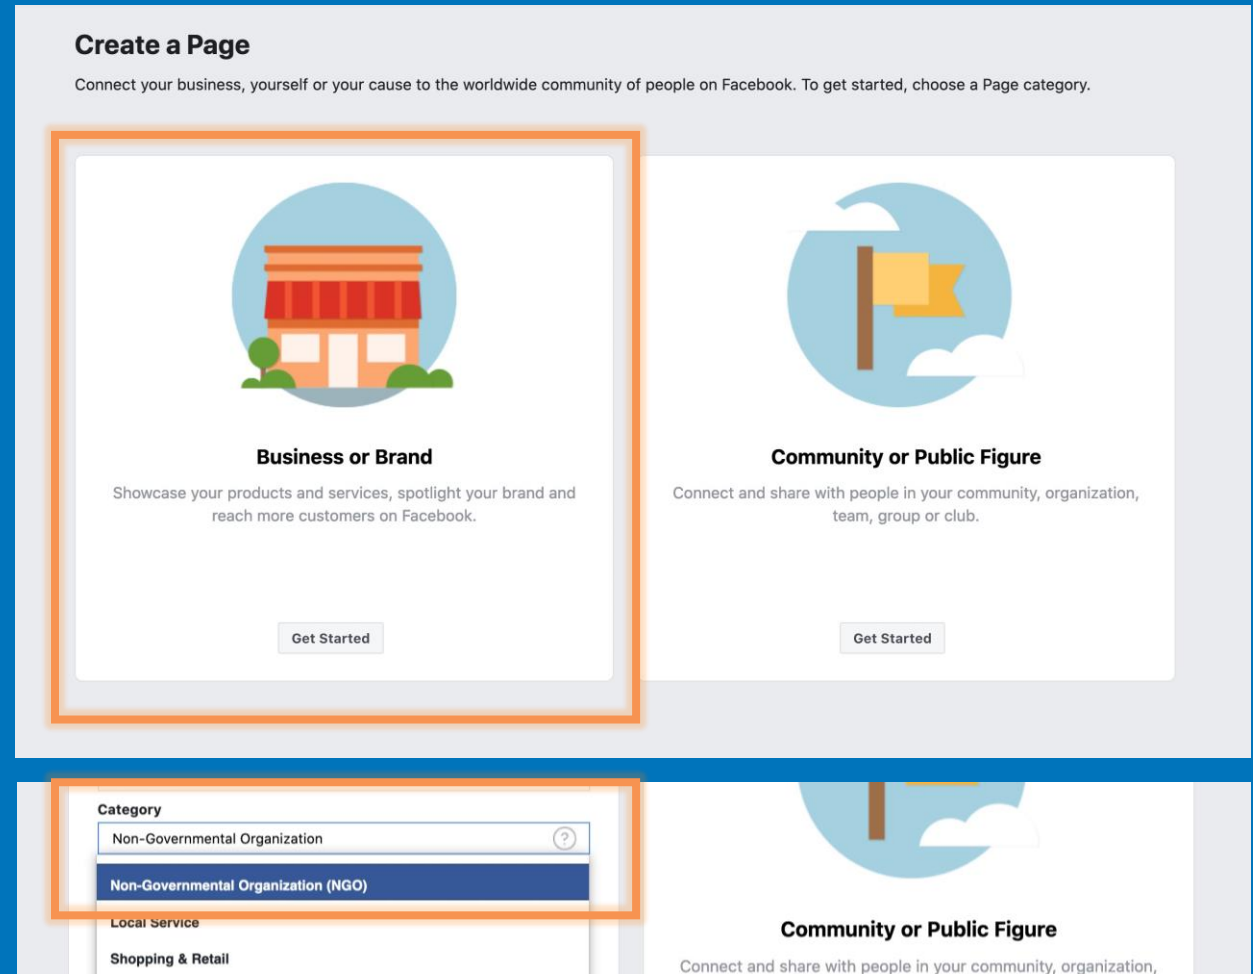 Create a Page
Connect your business, yourself or your cause to the worldwide community of people on Facebook. To get started, choose a Page category.
Business or Brand
Showcase your products and services, spotlight your brand and
reach more customers on Facebook.
Get Started
Community or Public Figure
Connect and share with people in your community, organization,
team, group or club.
Get Started
Category
Non-Governmental Organization
?
Non-Governmental Organization (NGO)
Local Service
Shopping & Retail
Community or Public Figure
Connect and share with people in your community, organization,